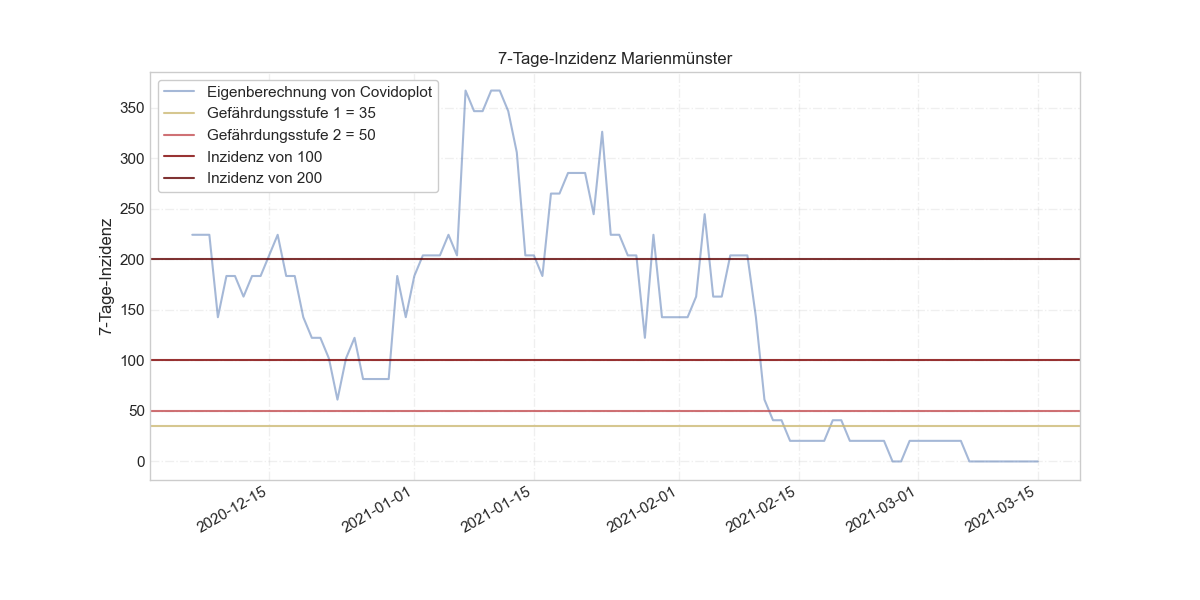 7-Tage-Inzidenz Marienmünster
Eigenberechnung von Covidoplot
Gefährdungsstufe 1 = 35
Gefährdungsstufe 2 = 50
Inzidenz von 100
Inzidenz von 200
7-Tage-Inzidenz
350
300
250
200
150
100
50
0
2020-12-15
2021-01-01
2021-01-15
2021-02-01
2021-02-15
2021-03-01
2021-03-15